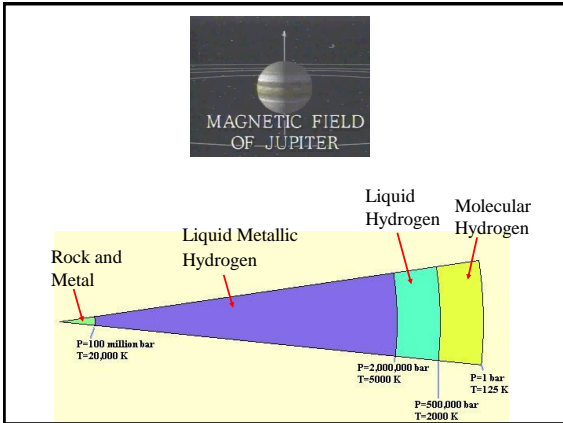 MAGNETIC FIELD
OF JUPITER
Liquid
Hydrogen
Molecular
Hydrogen
Liquid Metallic
Hydrogen
Rock and
Metal
P=100 million bar
T=20,000 K
P=2,000,000 bar
T=5000 K
P=1 bar
T=125 K
P=500,000 bar
T=2000 K